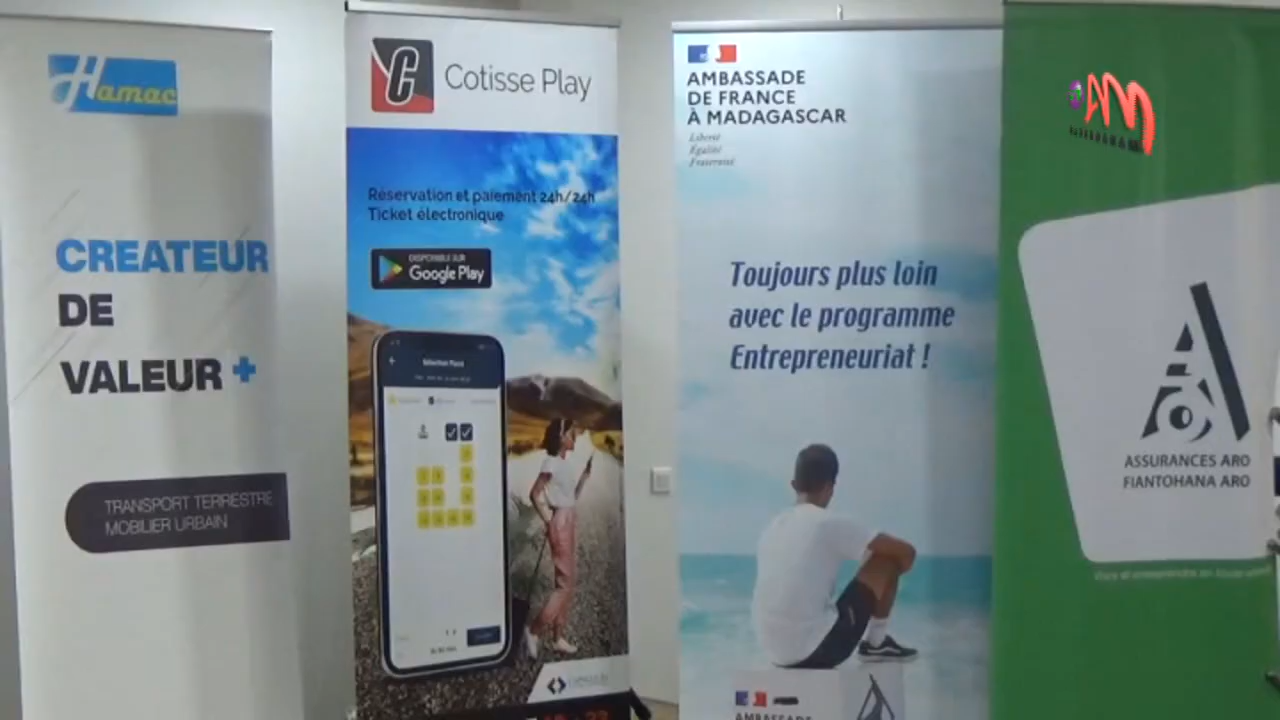 Hamac
CREATEUR
DE
VALEUR +
TRANSPORT TERRESTRE
MOBILIER URBAIN
C
Cotisse Play
Réservation et paiement 24h/24h
Ticket électronique
DISPONIBLE SUR
Google Play
AMBASSADE
DE FRANCE
À MADAGASCAR
Liberté
Égalité
Fraternité
Toujours plus loin
avec le programme
Entrepreneuriat !
AMBASSADE
AM
ASSURANCES ARO
FIANTOHANA ARO